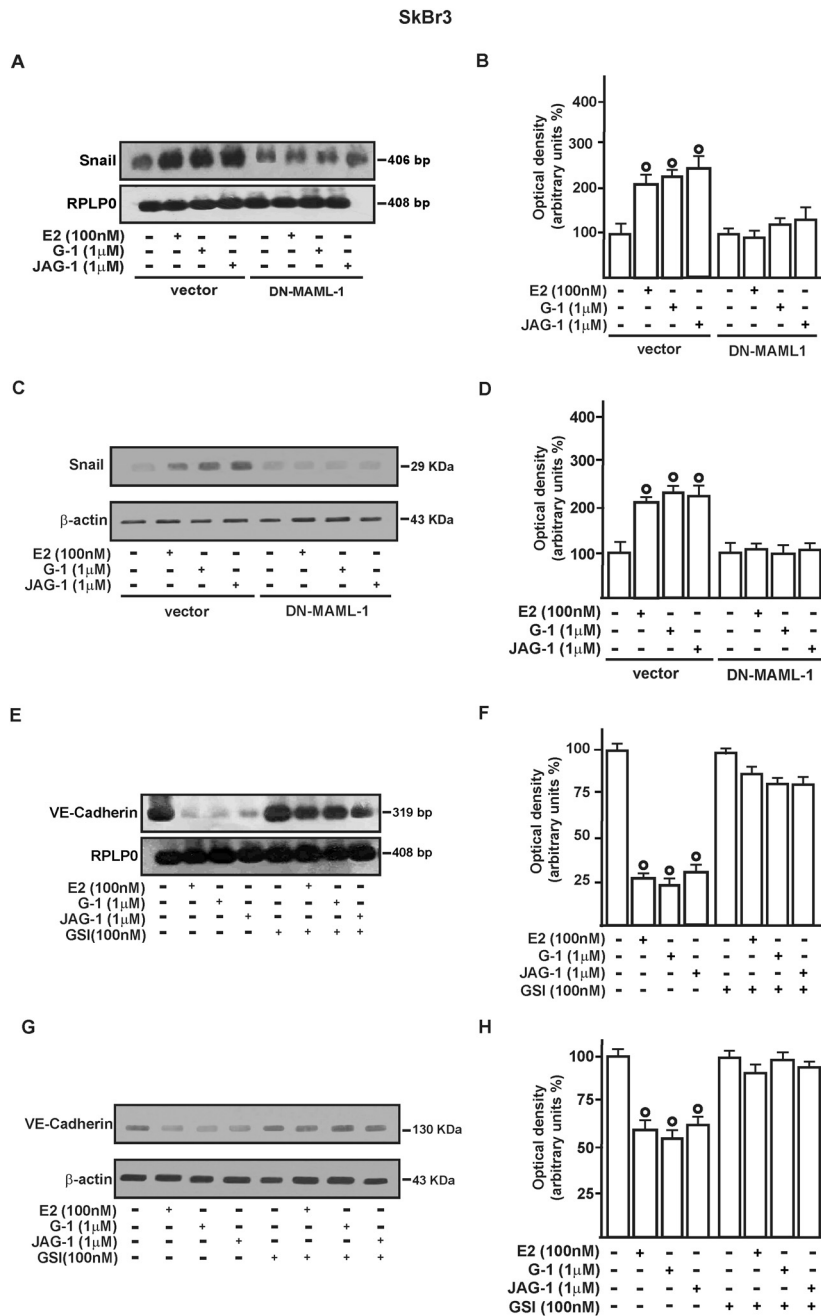 SkBr3
A
Snail
406 bp
RPLP0
408 bp
E2 (100nM) - + - - - + - -
G-1 (1μM) - - + - - - + -
JAG-1 (1μM) - - - + - - - +
vector DN-MAML-1
B
Optical density
(arbitrary units %)
400
300
200
100
E2 (100nM) - + - - - + - -
G-1 (1μM) - - + - - - + -
JAG-1 (1μM) - - - + - - - +
vector DN-MAML1
C
Snail
29 KDa
β-actin
43 KDa
E2 (100nM) - + - - - + - -
G-1 (1μM) - - + - - - + -
JAG-1 (1μM) - - - + - - - +
vector DN-MAML-1
D
Optical density
(arbitrary units %)
400
300
200
100
E2 (100nM) - + - - - + - -
G-1 (1μM) - - + - - - + -
JAG-1 (1μM) - - - + - - - +
vector DN-MAML-1
E
VE-Cadherin
319 bp
RPLP0
408 bp
E2 (100nM) - + - - - + - -
G-1 (1μM) - - + - - - + -
JAG-1 (1μM) - - - + - - - +
GSI(100nM) - - - - + + + +
F
Optical density
(arbitrary units %)
100
75
50
25
E2 (100nM) - + - - - + - -
G-1 (1μM) - - + - - - + -
JAG-1 (1μM) - - - + - - - +
GSI (100nM) - - - - + + + +
G
VE-Cadherin
130 KDa
β-actin
43 KDa
E2 (100nM) - + - - - + - -
G-1 (1μM) - - + - - - + -
JAG-1 (1μM) - - - + - - - +
GSI(100nM) - - - - + + + +
H
Optical density
(arbitrary units %)
100
75
50
25
E2 (100nM) - + - - - + - -
G-1 (1μM) - - + - - - + -
JAG-1 (1μM) - - - + - - - +
GSI (100nM) - - - - + + + +